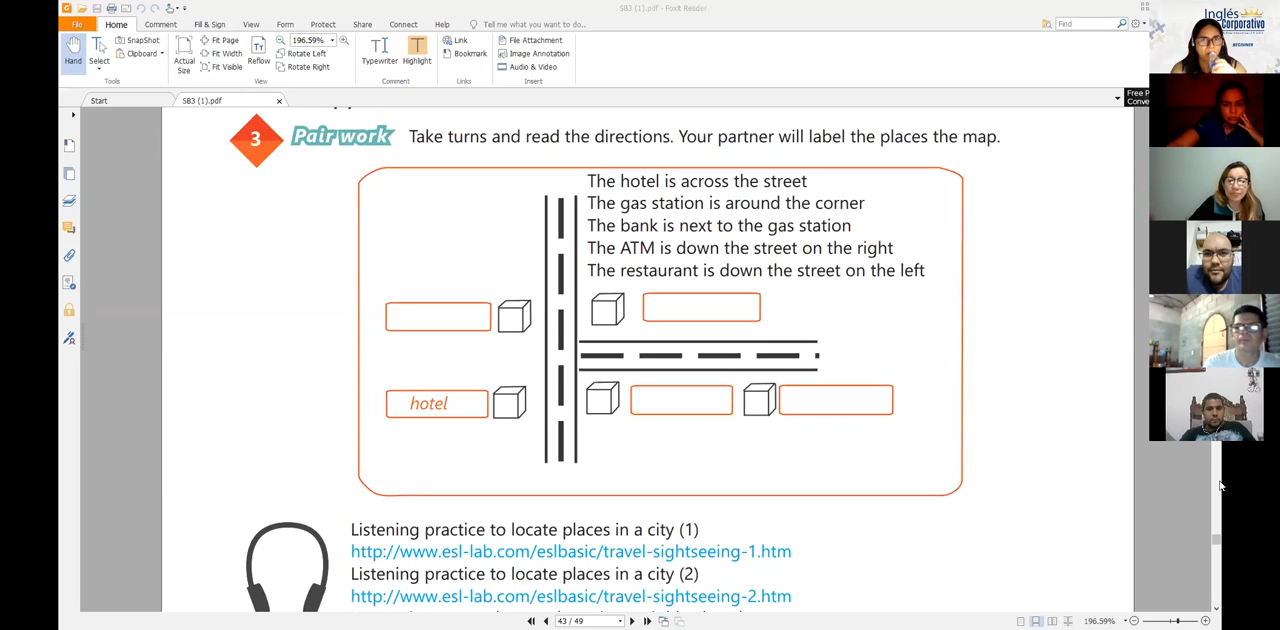 SB3 (1).pdf - Foxit Reader
File Home Comment Fill & Sign View Form Protect Share Connect Help Tell me what you want to do..
Find
Hand
Select
SnapShot
Clipboard
Tools
Actual Size
Fit Page
Fit Width
Fit Visible
Reflow
196.59%
Rotate Left
Rotate Right
View
Typewriter
Highlight
Comment
Link
Bookmark
Links
File Attachment
Image Annotation
Audio & Video
Insert
Start
SB3 (1).pdf
Free P
Conve
Inglés
Corporativo
BEGINNER
3 Pair work Take turns and read the directions. Your partner will label the places the map.
The hotel is across the street
The gas station is around the corner
The bank is next to the gas station
The ATM is down the street on the right
The restaurant is down the street on the left
hotel
Listening practice to locate places in a city (1)
http://www.esl-lab.com/eslbasic/travel-sightseeing-1.htm
Listening practice to locate places in a city (2)
http://www.esl-lab.com/eslbasic/travel-sightseeing-2.htm
43 / 49
196.59%